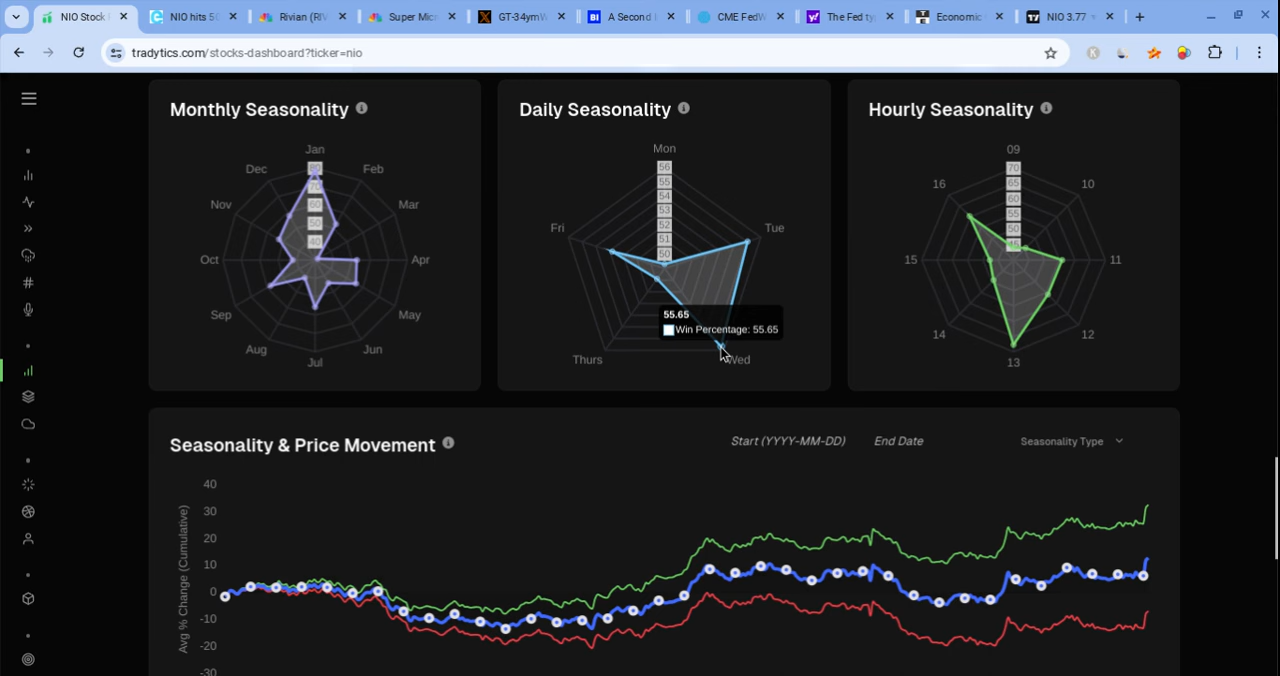 NIO Stock
NIO hits 5
Rivian (RIV
Super Micr
GT-34ymW
A Second
CME FedW
The Fed ty
Economic
NIO 3.77
tradytics.com/stocks-dashboard?ticker=nio
Monthly Seasonality
Daily Seasonality
Hourly Seasonality
Jan
Feb
Mar
Apr
May
Jun
Jul
Aug
Sep
Oct
Nov
Dec
80
70
60
50
40
Mon
Tue
Wed
Thurs
Fri
56
55
54
53
52
51
50
55.65
Win Percentage: 55.65
09
10
11
12
13
14
15
16
70
65
60
55
50
45
Seasonality & Price Movement
Start (YYYY-MM-DD)
End Date
Seasonality Type
Avg % Change (Cumulative)
40
30
20
10
0
-10
-20
-30